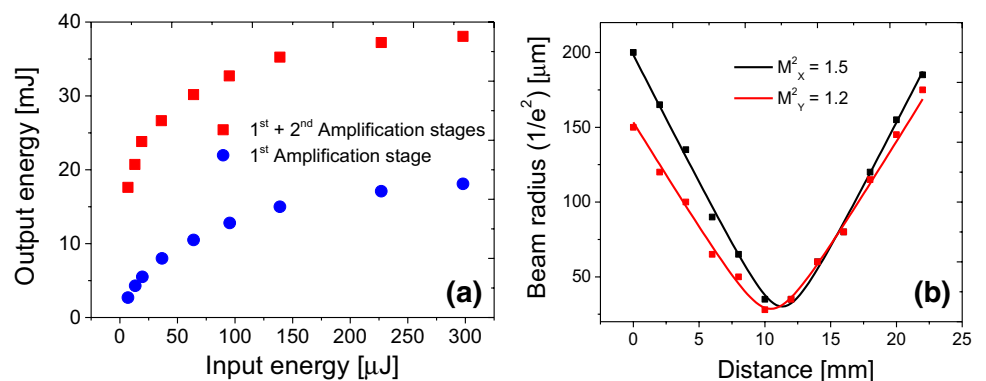 40
30
20
10
0
0 50 100 150 200 250 300
Output energy [mJ]
Input energy [μJ]
1st + 2nd Amplification stages
1st Amplification stage
(a)
200
150
100
50
0 5 10 15 20 25
Beam radius (1/e²) [μm]
Distance [mm]
M²X = 1.5
M²Y = 1.2
(b)